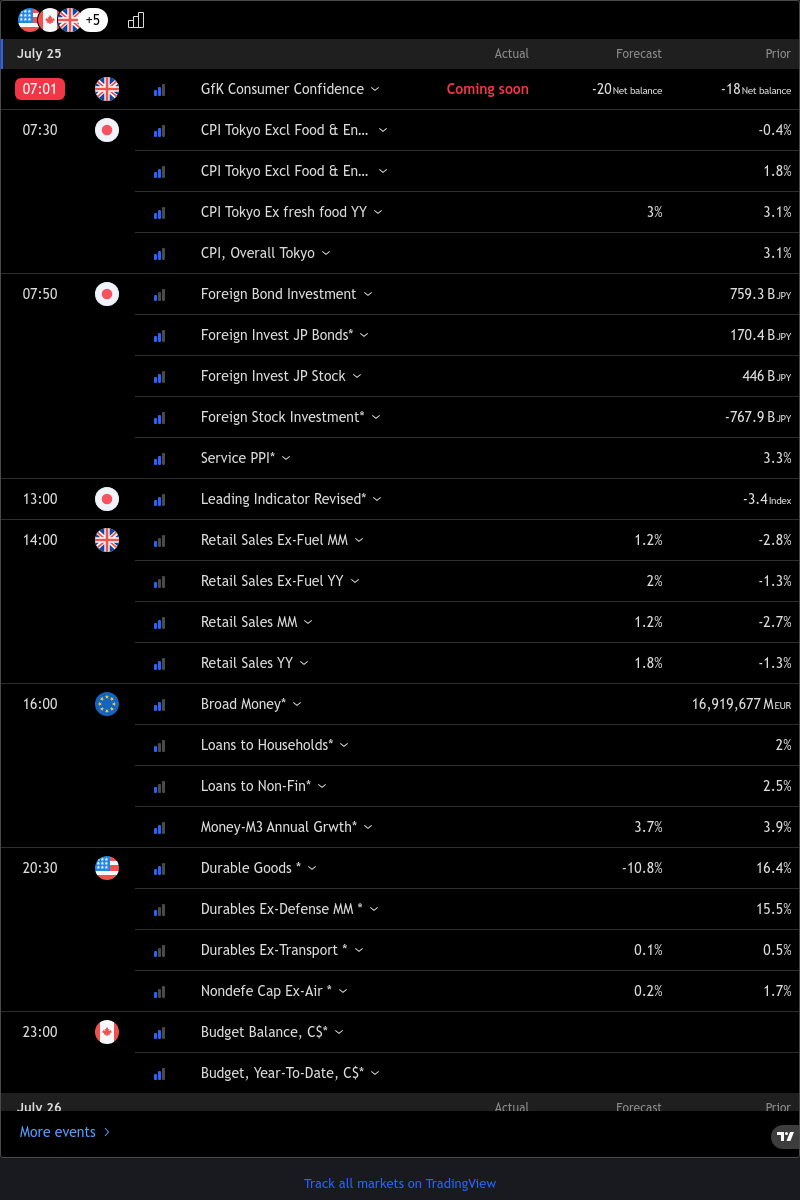 +5
July 25 Actual Forecast Prior
07:01 GfK Consumer Confidence Coming soon -20 Net balance -18 Net balance
07:30 CPI Tokyo Excl Food & En... -0.4%
CPI Tokyo Excl Food & En... 1.8%
CPI Tokyo Ex fresh food YY 3% 3.1%
CPI, Overall Tokyo 3.1%
07:50 Foreign Bond Investment 759.3 B JPY
Foreign Invest JP Bonds* 170.4 B JPY
Foreign Invest JP Stock 446 B JPY
Foreign Stock Investment* -767.9 B JPY
Service PPI* 3.3%
13:00 Leading Indicator Revised* -3.4 Index
14:00 Retail Sales Ex-Fuel MM 1.2% -2.8%
Retail Sales Ex-Fuel YY 2% -1.3%
Retail Sales MM 1.2% -2.7%
Retail Sales YY 1.8% -1.3%
16:00 Broad Money* 16,919,677 M EUR
Loans to Households* 2%
Loans to Non-Fin* 2.5%
Money-M3 Annual Grwth* 3.7% 3.9%
20:30 Durable Goods * -10.8% 16.4%
Durables Ex-Defense MM * 15.5%
Durables Ex-Transport * 0.1% 0.5%
Nondefe Cap Ex-Air * 0.2% 1.7%
23:00 Budget Balance, C$*
Budget, Year-To-Date, C$*
July 26 Actual Forecast Prior
More events
Track all markets on TradingView